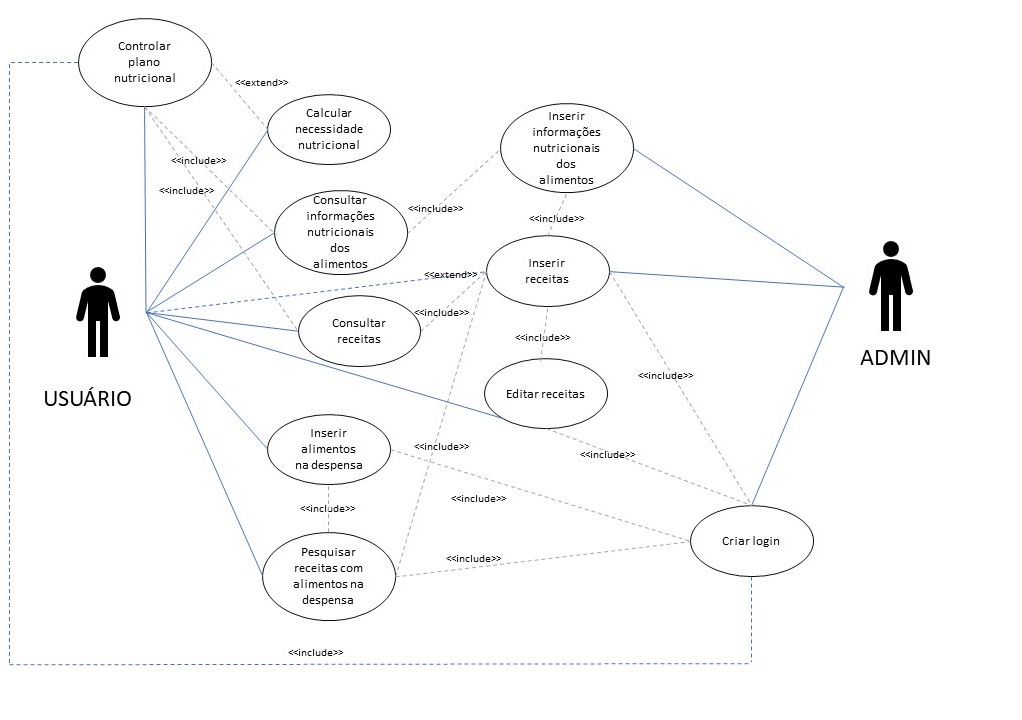 Controlar
plano
nutricional
<<extend>>
Calcular
necessidade
nutricional
Inserir
informações
nutricionais
dos
alimentos
<<include>>
<<include>>
Consultar
informações
nutricionais
dos
alimentos
<<include>>
<<include>>
Inserir
receitas
<<extend>>
<<include>>
Consultar
receitas
<<include>>
USUÁRIO
ADMIN
<<include>>
Editar receitas
Inserir
alimentos
na despensa
<<include>>
<<include>>
<<include>>
<<include>>
Criar login
Pesquisar
receitas com
alimentos na
despensa
<<include>>
<<include>>